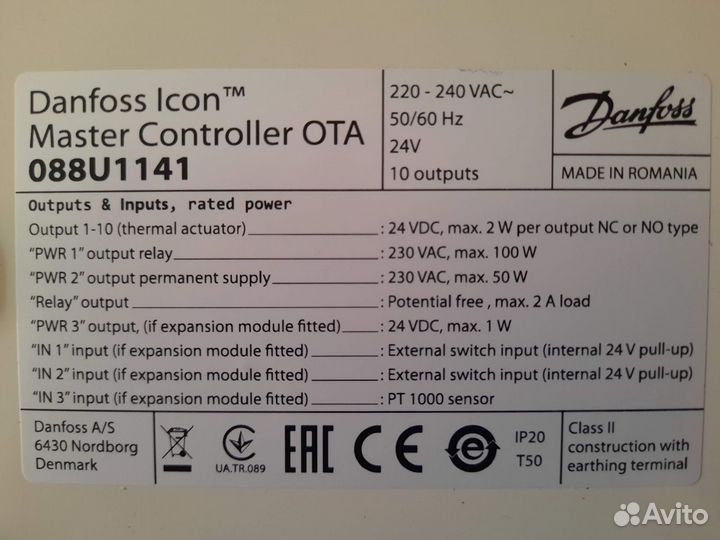 Danfoss Icon™
Master Controller OTA
088U1141
220 - 240 VAC~
50/60 Hz
24V
10 outputs
Danfoss
MADE IN ROMANIA
Outputs & Inputs, rated power
Output 1-10 (thermal actuator) : 24 VDC, max. 2 W per output NC or NO type
"PWR 1" output relay : 230 VAC, max. 100 W
"PWR 2" output permanent supply : 230 VAC, max. 50 W
"Relay" output : Potential free , max. 2 A load
"PWR 3" output, (if expansion module fitted) : 24 VDC, max. 1 W
"IN 1" input (if expansion module fitted) : External switch input (internal 24 V pull-up)
"IN 2" input (if expansion module fitted) : External switch input (internal 24 V pull-up)
"IN 3" input (if expansion module fitted) : PT 1000 sensor
Danfoss A/S
6430 Nordborg
Denmark
UA.TR.089
EAC
CE
IP20
T50
Class II
construction with
earthing terminal
Avito